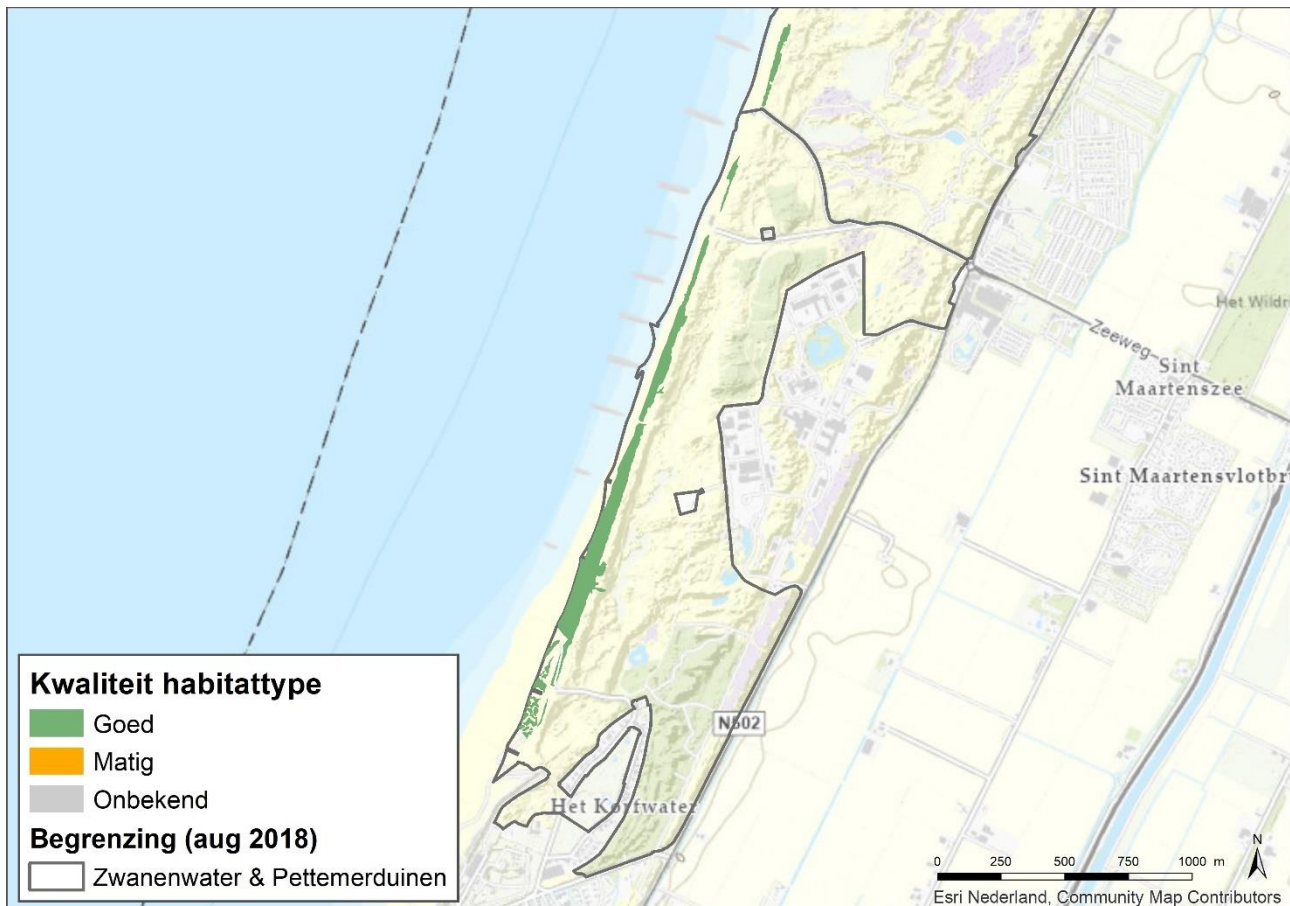 Het Wildri
Zeeweg
Sint
Maartenszee
Sint Maartensvlotbr
N502
Het Korfwater
Kwaliteit habitattype
Goed
Matig
Onbekend
Begrenzing (aug 2018)
Zwanenwater & Pettemerduinen
N
0 250 500 750 1000 m
Esri Nederland, Community Map Contributors